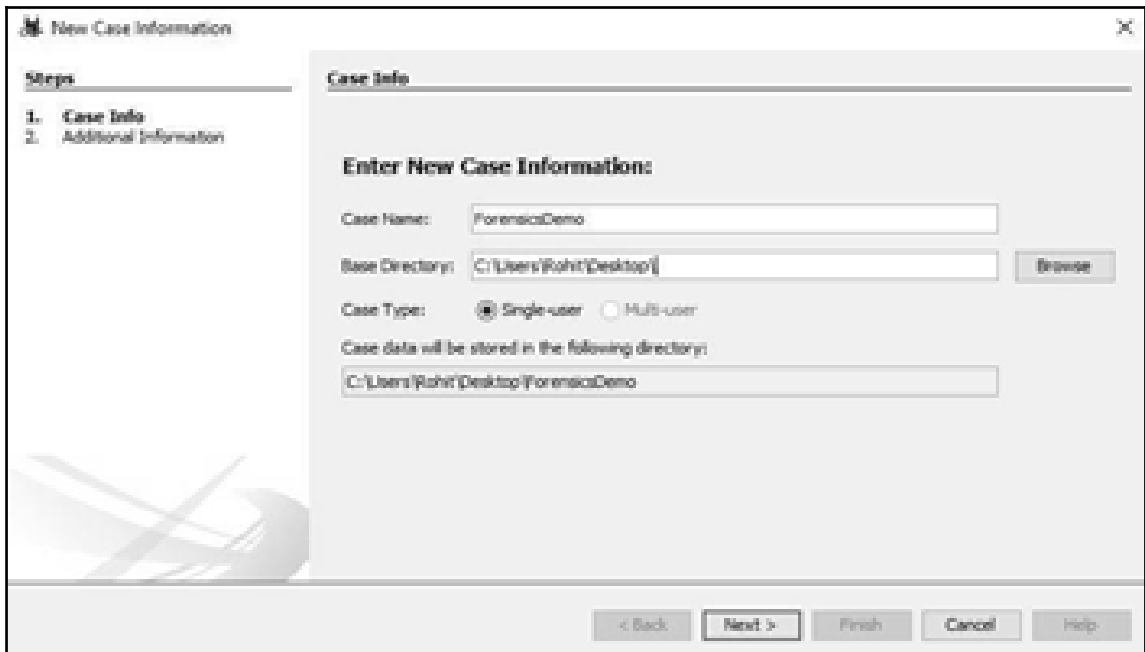 New Case Information
Steps
1. Case Info
2. Additional Information
Case Info
Enter New Case Information:
Case Name: ForensicsDemo
Base Directory: C:\Users\Rohit\Desktop\ Browse
Case Type: Single-user Multi-user
Case data will be stored in the following directory:
C:\Users\Rohit\Desktop\ForensicsDemo
< Back Next > Finish Cancel Help